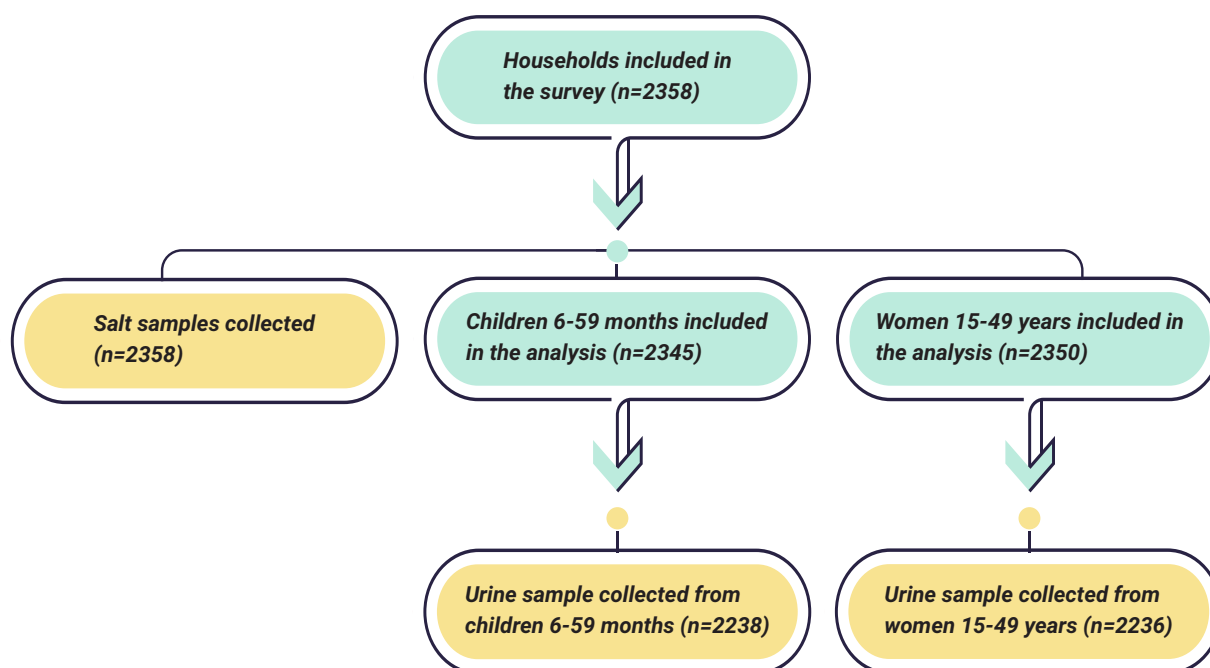 Households included in
the survey (n=2358)
Salt samples collected
(n=2358)
Children 6-59 months included
in the analysis (n=2345)
Women 15-49 years included in
the analysis (n=2350)
Urine sample collected from
children 6-59 months (n=2238)
Urine sample collected from
women 15-49 years (n=2236)